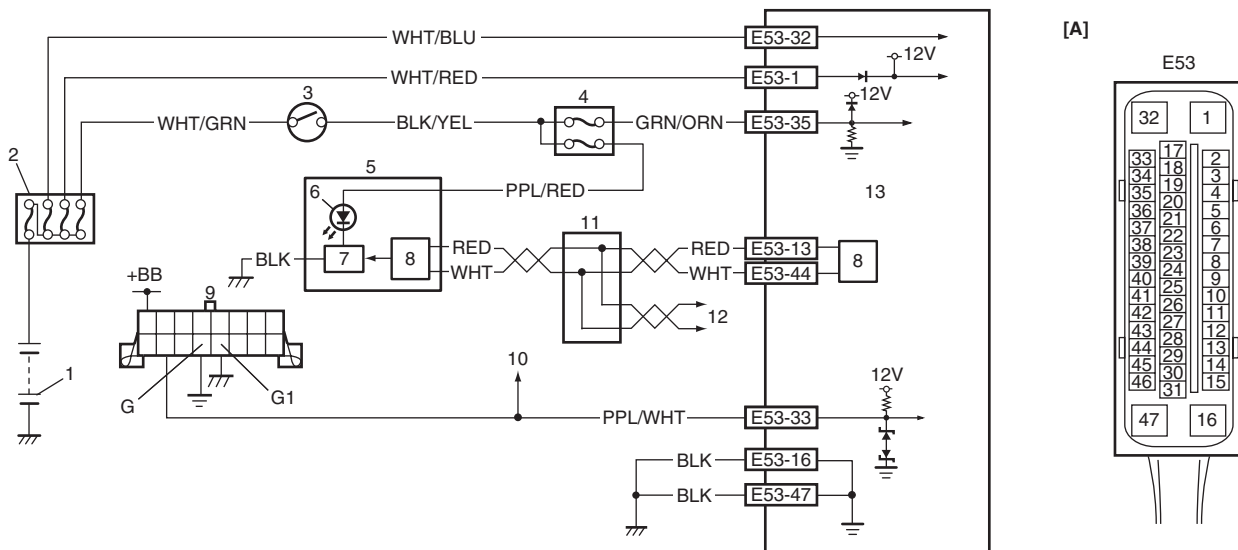 WHT/BLU
E53-32
[A]
12V
WHT/RED
E53-1
E53
3
4
12V
WHT/GRN
BLK/YEL
GRN/ORN
E53-35
32
1
2
5
PPL/RED
6
13
11
RED
RED
E53-13
BLK
7
8
WHT
WHT
E53-44
8
+BB
9
12
1
10
G
G1
12V
PPL/WHT
E53-33
BLK
E53-16
BLK
E53-47
17
18
19
20
21
22
23
24
25
26
27
28
29
30
31
33
34
35
36
37
38
39
40
41
42
43
44
45
46
2
3
4
5
6
7
8
9
10
11
12
13
14
15
47
16